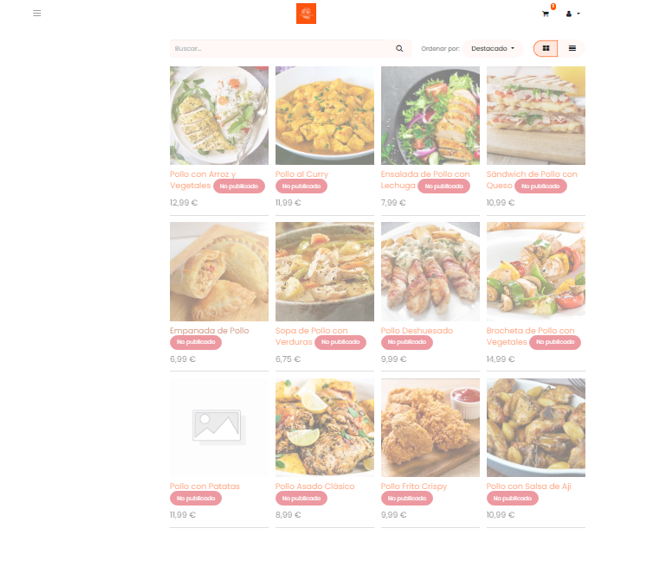 Buscar...
Ordenar por:
Destacado
Pollo con Arroz y
Vegetales No publicado
12,99 €
Pollo al Curry
No publicado
11,99 €
Ensalada de Pollo con
Lechuga No publicado
7,99 €
Sándwich de Pollo con
Queso No publicado
10,99 €
Empanada de Pollo
No publicado
6,99 €
Sopa de Pollo con
Verduras No publicado
6,75 €
Pollo Deshuesado
No publicado
9,99 €
Brocheta de Pollo con
Vegetales No publicado
14,99 €
Pollo con Patatas
No publicado
11,99 €
Pollo Asado Clásico
No publicado
8,99 €
Pollo Frito Crispy
No publicado
9,99 €
Pollo con Salsa de Ají
No publicado
10,99 €